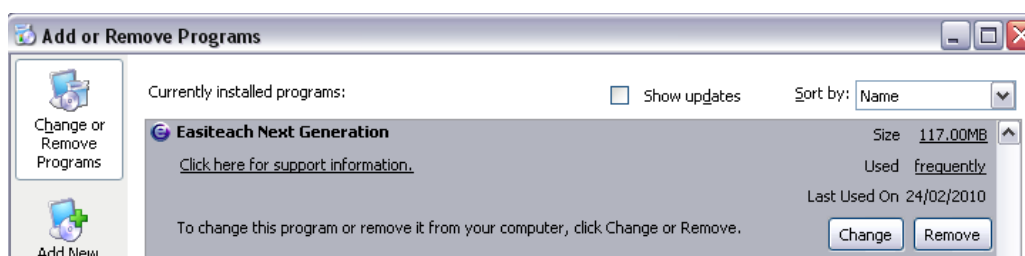 Add or Remove Programs
Change or
Remove
Programs
Add New
Currently installed programs:
Show updates
Sort by: Name
Easiteach Next Generation
Size 117.00MB
Click here for support information.
Used frequently
Last Used On 24/02/2010
To change this program or remove it from your computer, click Change or Remove.
Change
Remove